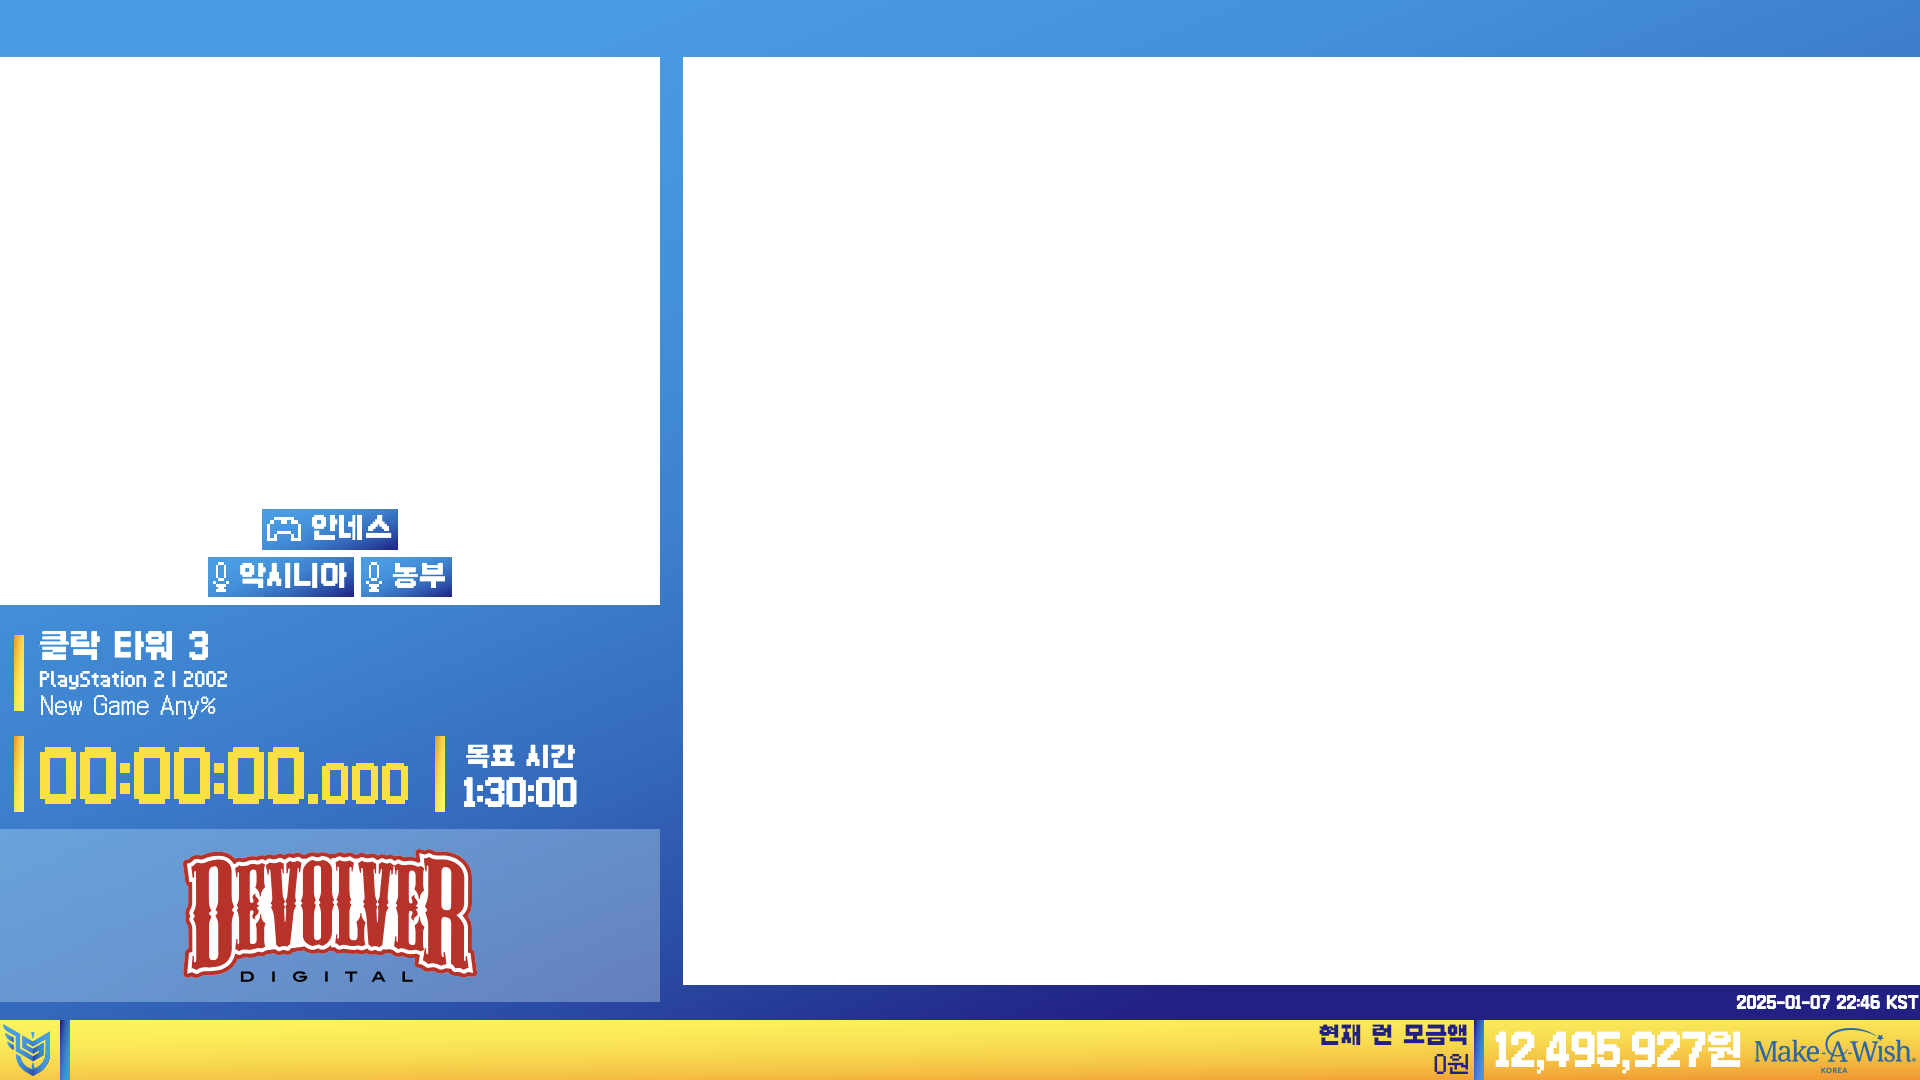 안네스
악시니아 농부
클락 타워 3
PlayStation 2 | 2002
New Game Any%
00:00:00.000
목표 시간
1:30:00
DEVOLVER
DIGITAL
2025-01-07 22:46 KST
현재 런 모금액
0원
12,495,927원
Make-A-Wish.
KOREA